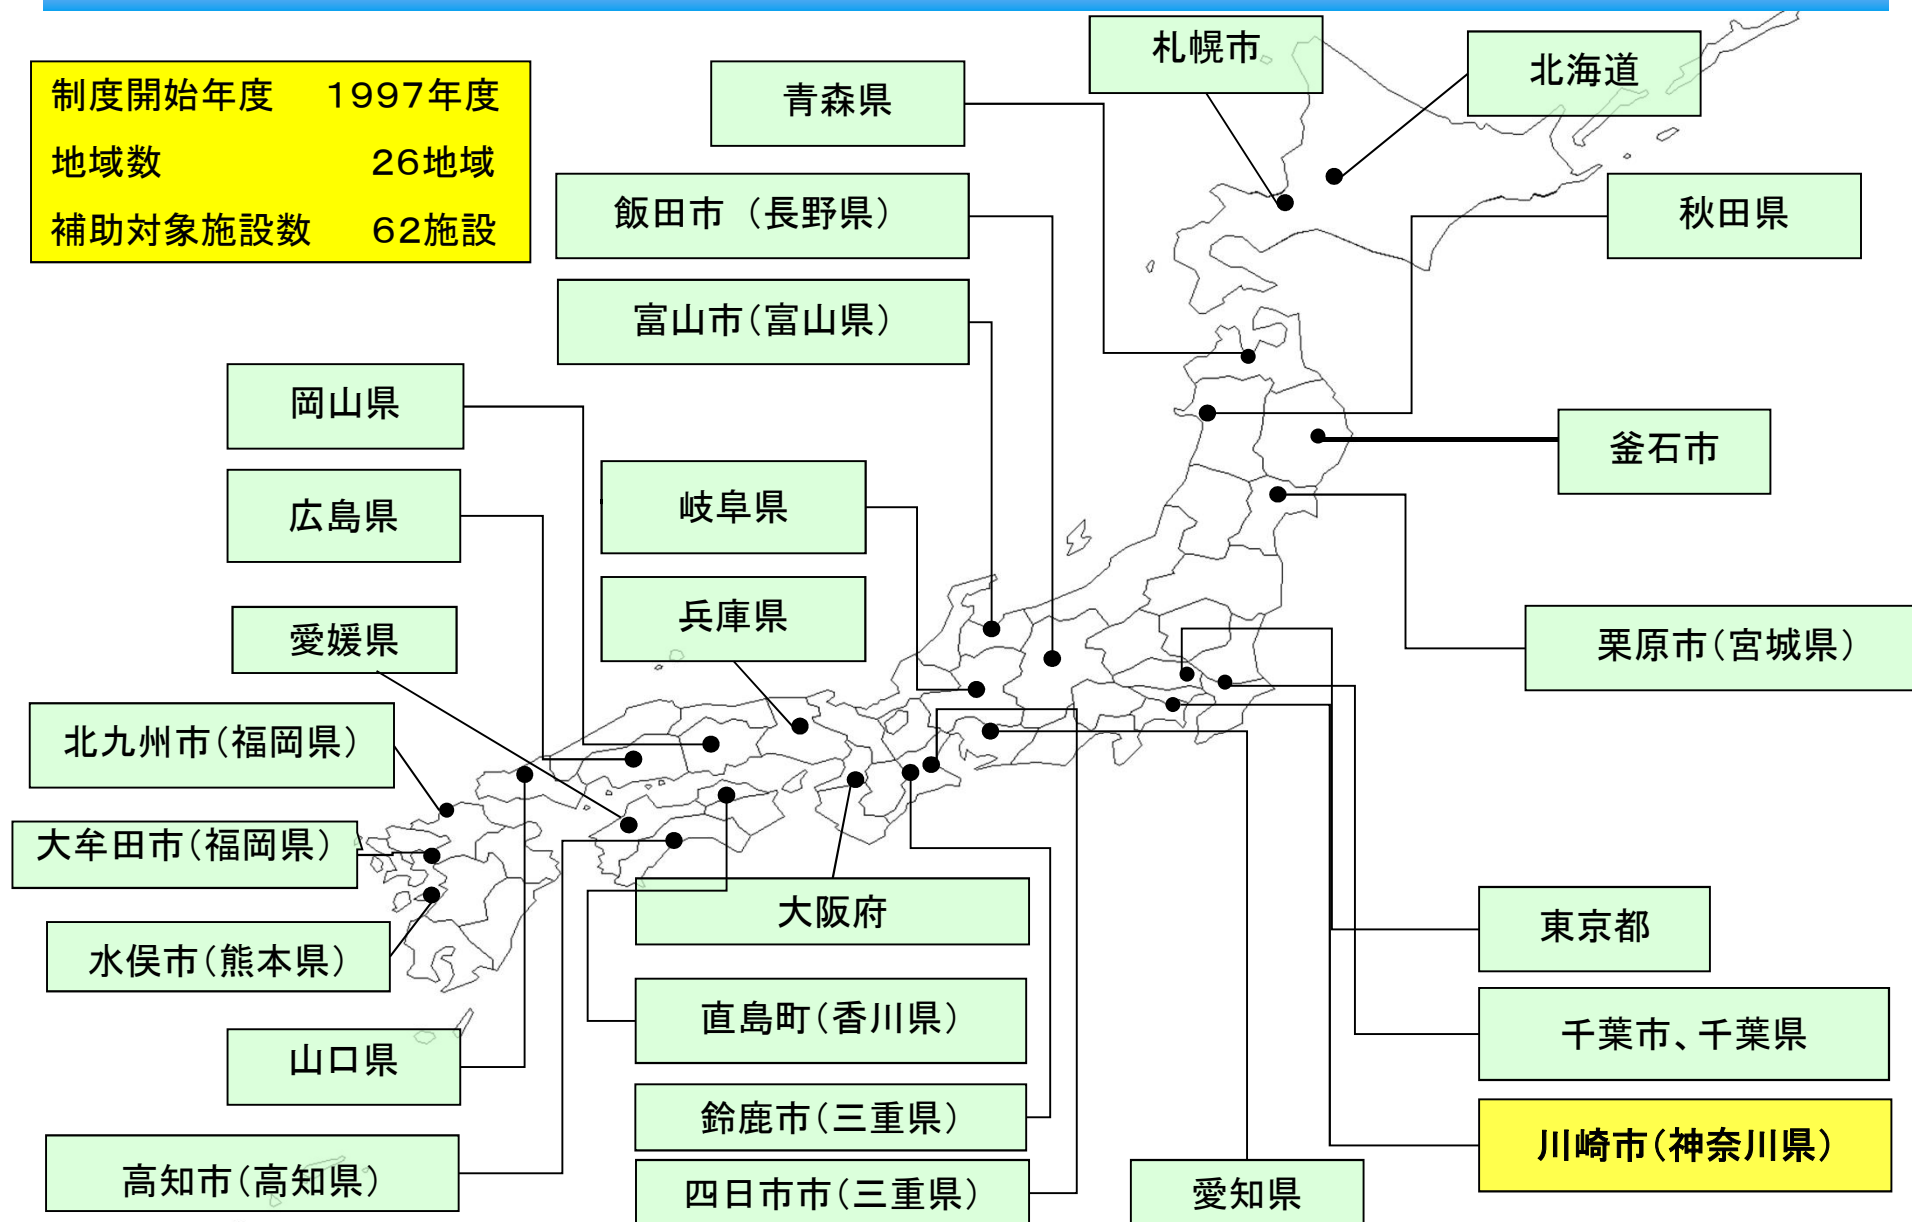 制度開始年度　1997年度
地域数　26地域
補助対象施設数　62施設
札幌市
北海道
青森県
飯田市（長野県）
秋田県
富山市（富山県）
岡山県
釜石市
広島県
岐阜県
兵庫県
愛媛県
栗原市（宮城県）
北九州市（福岡県）
大牟田市（福岡県）
大阪府
東京都
水俣市（熊本県）
直島町（香川県）
千葉市、千葉県
山口県
鈴鹿市（三重県）
川崎市（神奈川県）
高知市（高知県）
四日市市（三重県）
愛知県